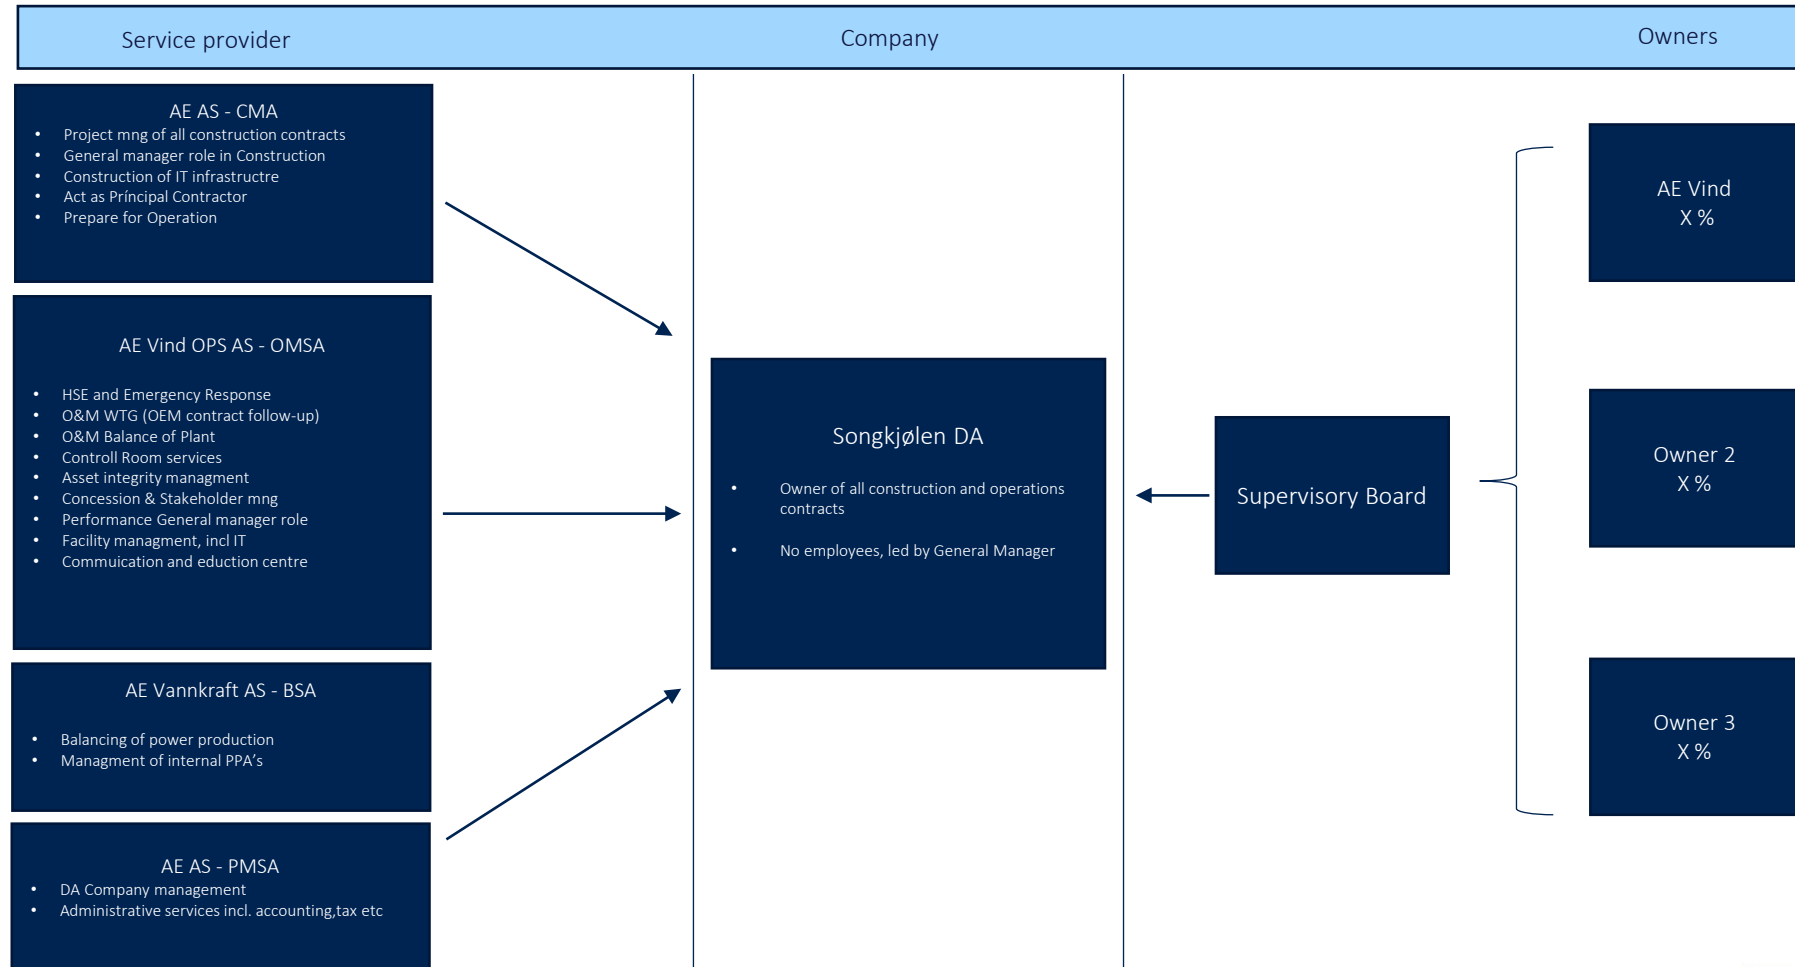 Service provider
Company
Owners
AE AS - CMA
• Project mng of all construction contracts
• General manager role in Construction
• Construction of IT infrastructre
• Act as Príncipal Contractor
• Prepare for Operation
AE Vind OPS AS - OMSA
• HSE and Emergency Response
• O&M WTG (OEM contract follow-up)
• O&M Balance of Plant
• Controll Room services
• Asset integrity managment
• Concession & Stakeholder mng
• Performance General manager role
• Facility managment, incl IT
• Commuication and eduction centre
AE Vannkraft AS - BSA
• Balancing of power production
• Managment of internal PPA’s
AE AS - PMSA
• DA Company management
• Administrative services incl. accounting,tax etc
Songkjølen DA
• Owner of all construction and operations
contracts
• No employees, led by General Manager
Supervisory Board
AE Vind
X %
Owner 2
X %
Owner 3
X %